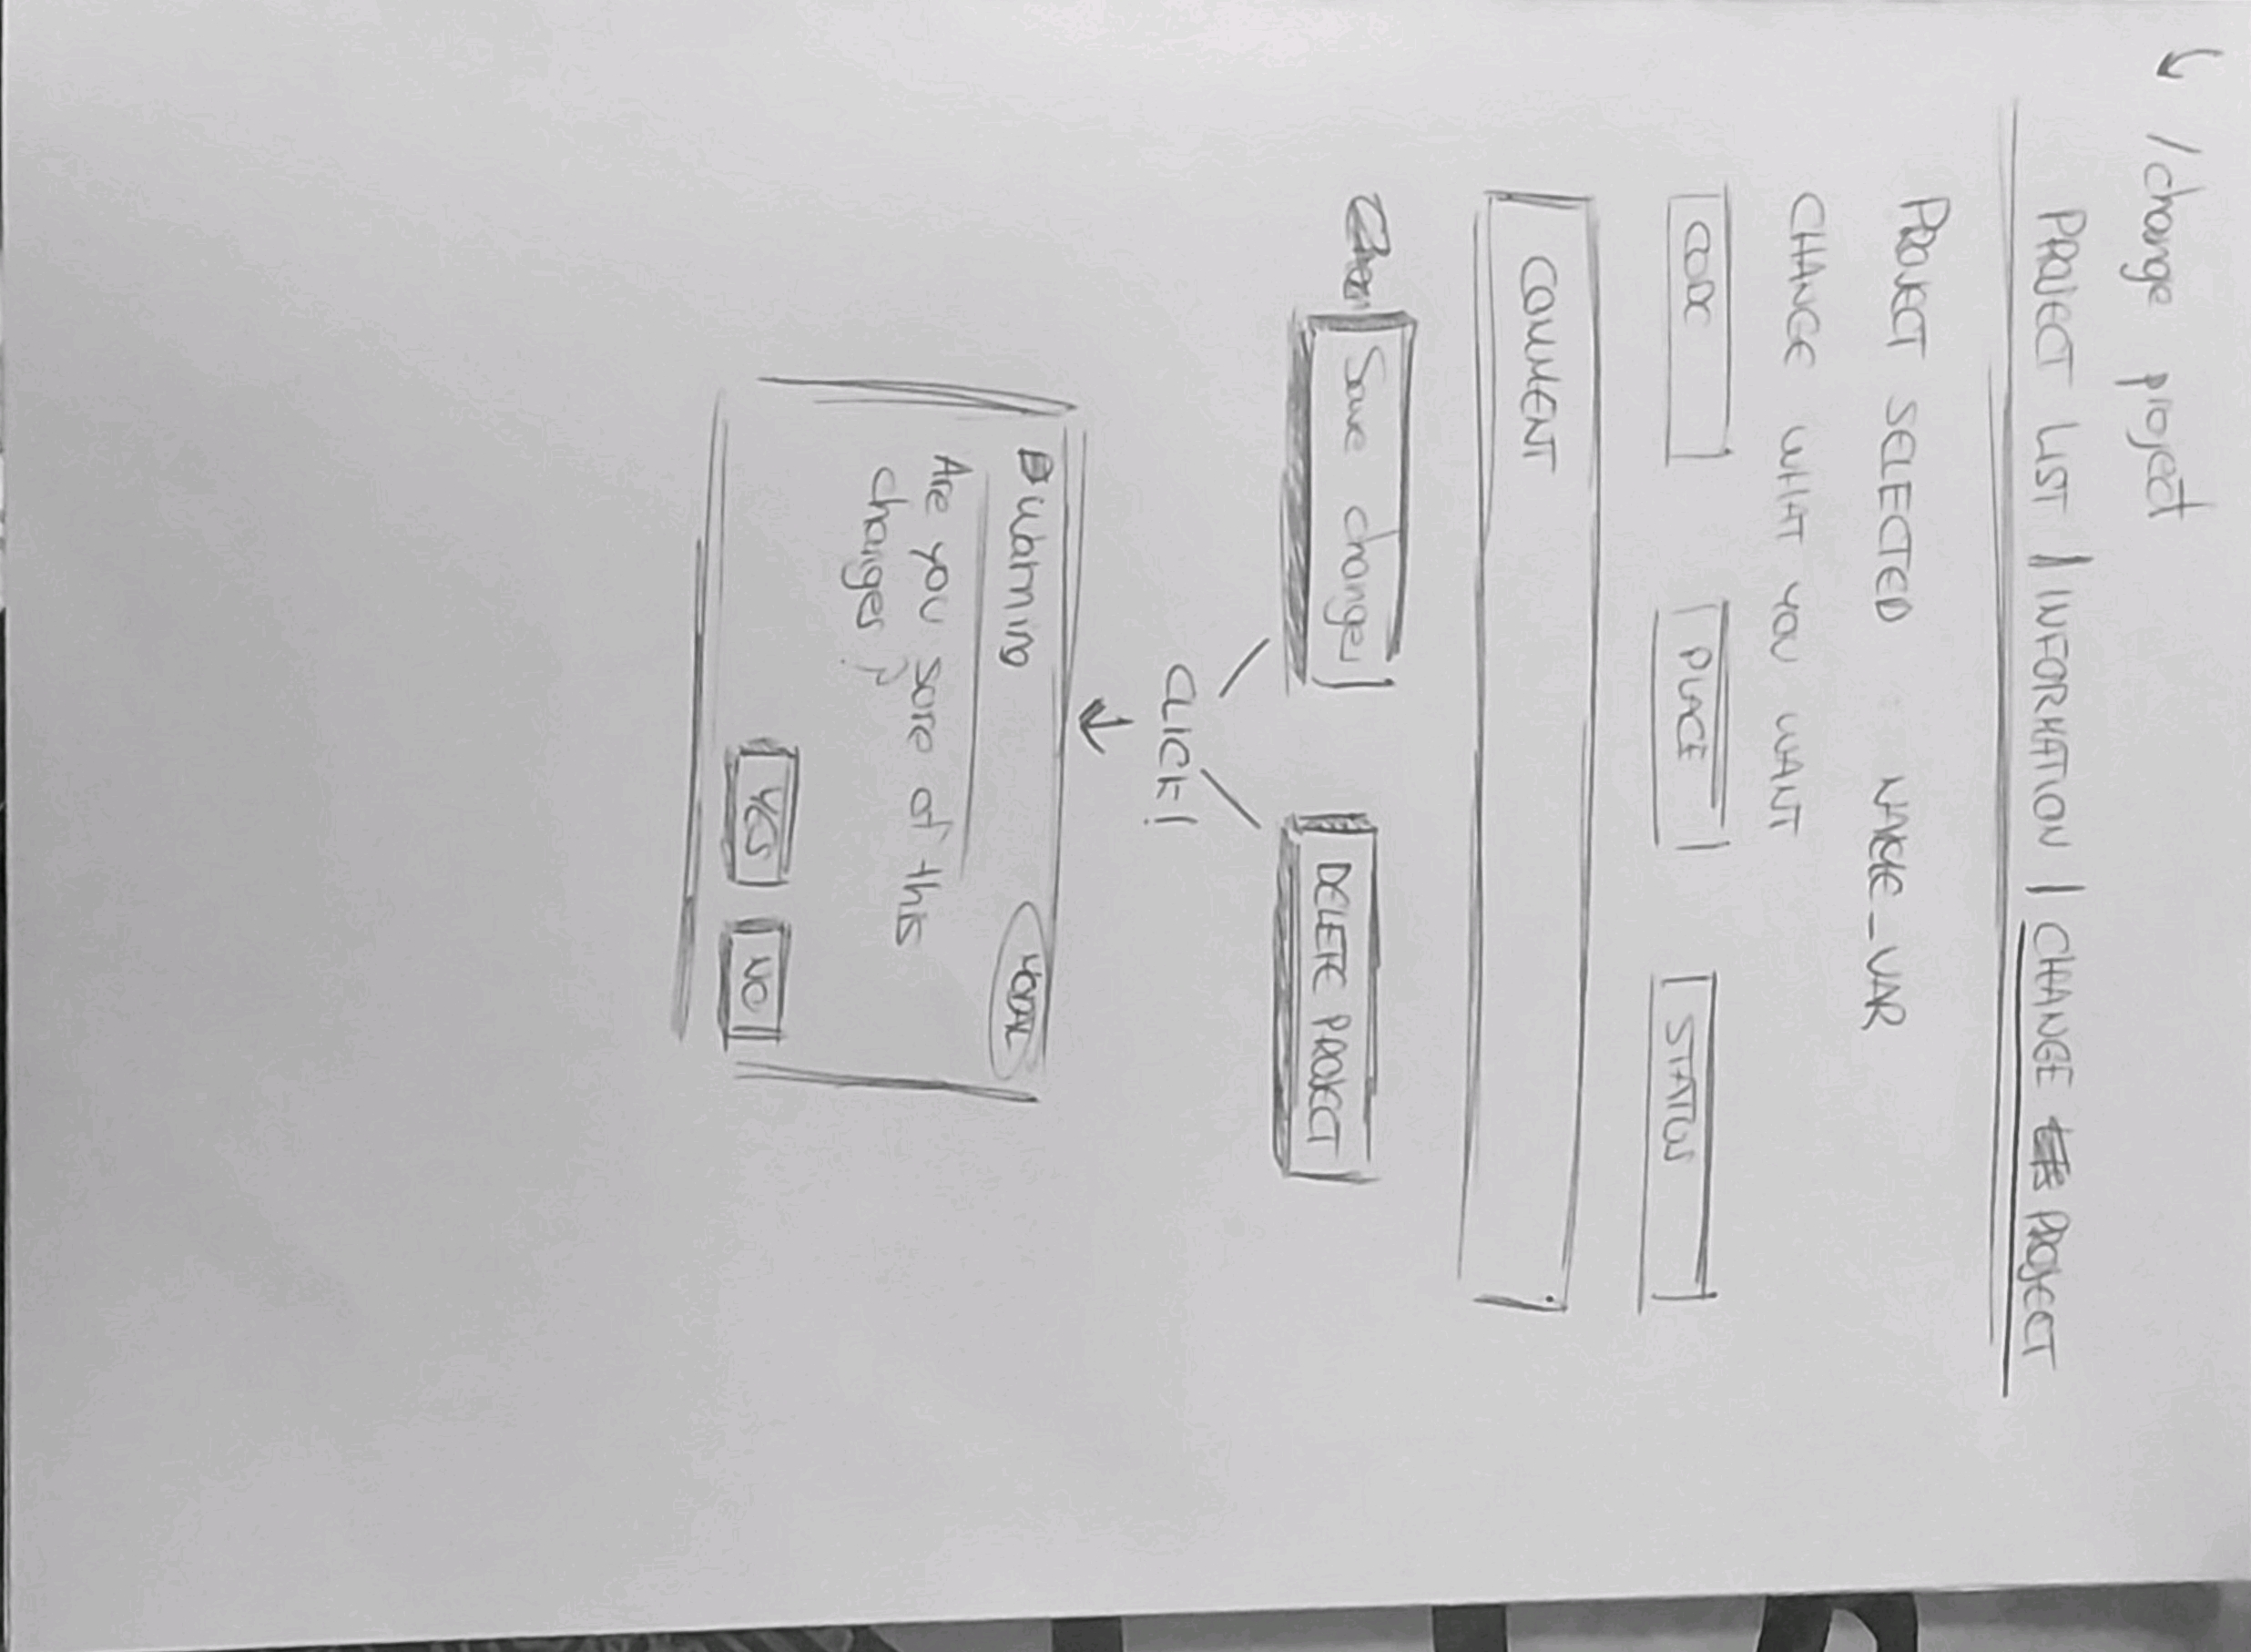 /change project
PROJECT LIST | INFORMATION | CHANGE PROJECT
PROJECT SELECTED NAME_VAR
CHANGE WHAT YOU WANT
CODE PLACE STATUS
COMMENT
Save changes DELETE PROJECT
CLICK!
Warning MODAL
Are you sure of this
changes?
YES NO